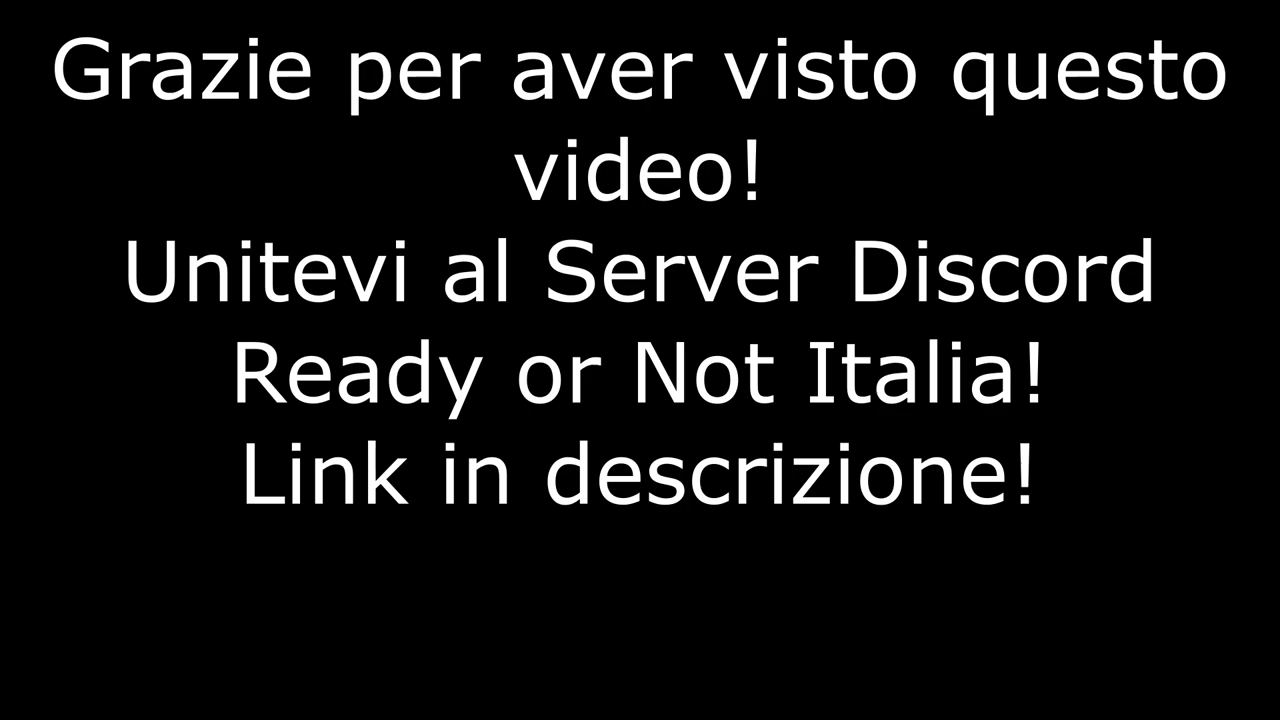 Grazie per aver visto questo
video!
Unitevi al Server Discord
Ready or Not Italia!
Link in descrizione!